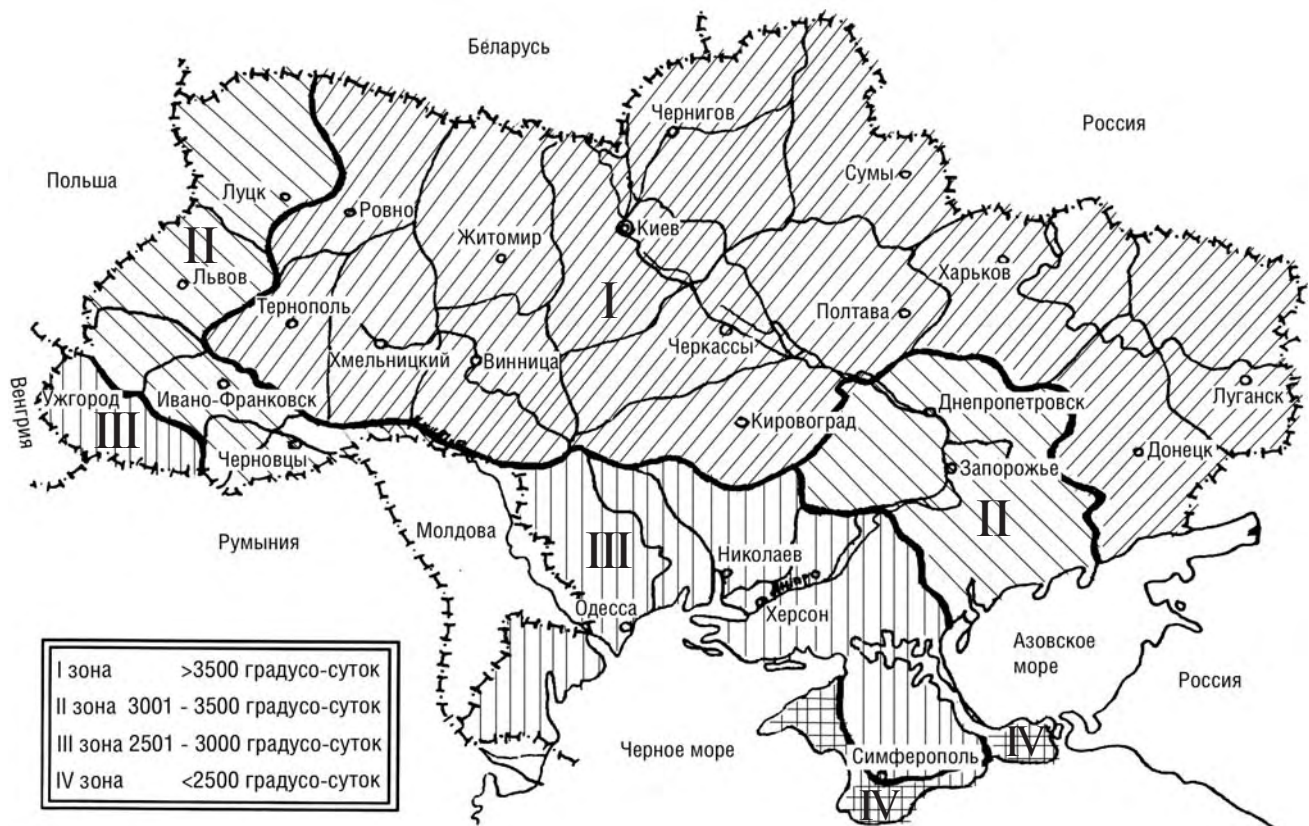 Беларусь
Россия
Польша
Чернигов
Сумы
Луцк
Ровно
Киев
Житомир
II
Львов
Харьков
I
Тернополь
Полтава
Черкассы
Хмельницкий
Винница
Венгрия
Ужгород
Ивано-Франковск
Луганск
Днепропетровск
III
Кировоград
Черновцы
Донецк
Запорожье
II
Румыния
Молдова
III
Николаев
Днепр
Одесса
Херсон
Азовское
море
Россия
I зона >3500 градусо-суток
II зона 3001 - 3500 градусо-суток
III зона 2501 - 3000 градусо-суток
IV зона <2500 градусо-суток
Черное море
Симферополь
IV
IV